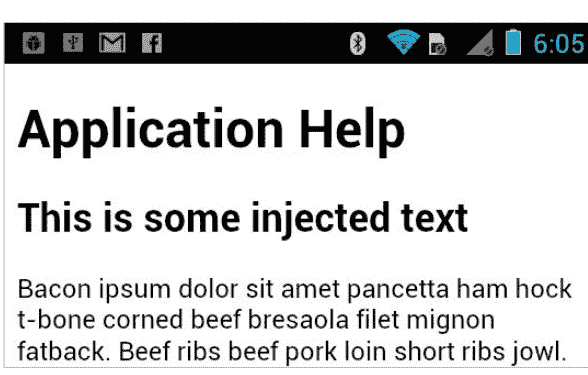 6:05
Application Help
This is some injected text
Bacon ipsum dolor sit amet pancetta ham hock
t-bone corned beef bresaola filet mignon
fatback. Beef ribs beef pork loin short ribs jowl.